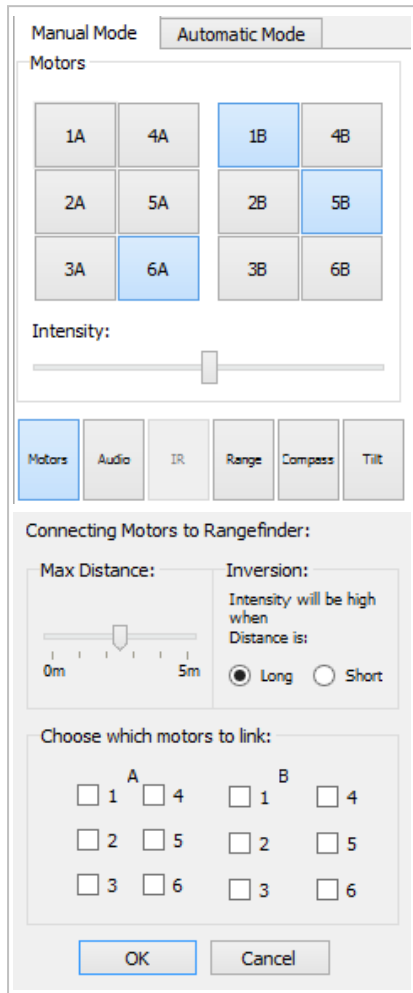 Manual Mode Automatic Mode
Motors
1A 4A 1B 4B
2A 5A 2B 5B
3A 6A 3B 6B
Intensity:
Motors Audio IR Range Compass Tilt
Connecting Motors to Rangefinder:
Max Distance: Inversion:
Intensity will be high
when
Distance is:
0m 5m Long Short
Choose which motors to link:
A B
1 4 1 4
2 5 2 5
3 6 3 6
OK Cancel